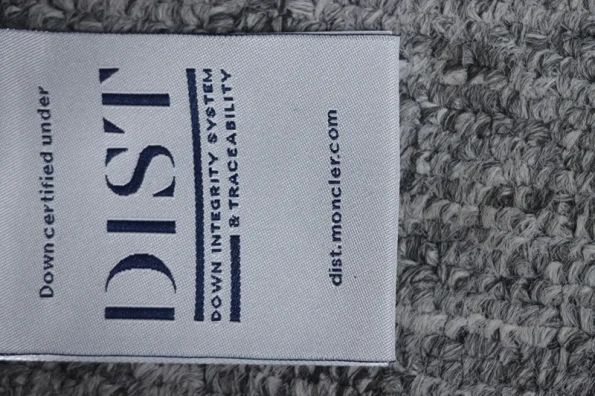 Down certified under
DIST
DOWN INTEGRITY SYSTEM
& TRACEABILITY
dist.moncler.com